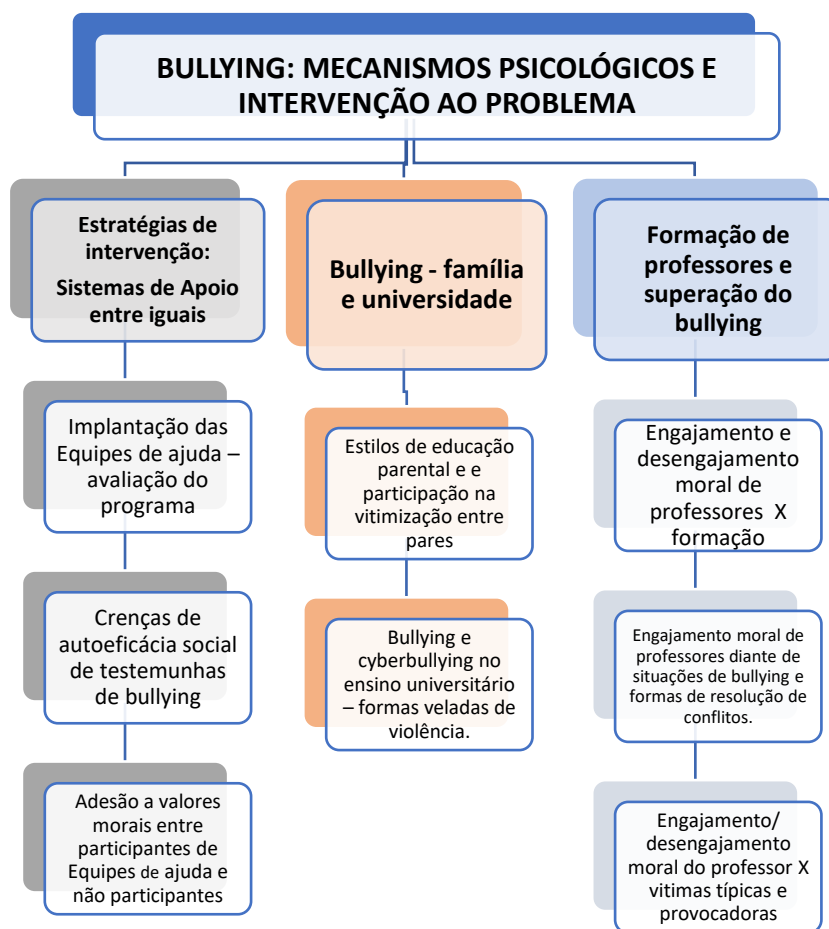 BULLYING: MECANISMOS PSICOLÓGICOS E
INTERVENÇÃO AO PROBLEMA
Estratégias de
intervenção:
Sistemas de Apoio
entre iguais
Implantação das
Equipes de ajuda –
avaliação do
programa
Crenças de
autoeficácia social
de testemunhas
de bullying
Adesão a valores
morais entre
participantes de
Equipes de ajuda e
não participantes
Bullying - família
e universidade
Estilos de educação
parental e e
participação na
vitimização entre
pares
Bullying e
cyberbullying no
ensino universitário
– formas veladas de
violência.
Formação de
professores e
superação do
bullying
Engajamento e
desengajamento
moral de
professores X
formação
Engajamento moral de
professores diante de
situações de bullying e
formas de resolução de
conflitos.
Engajamento/
desengajamento
moral do professor X
vitimas típicas e
provocadoras